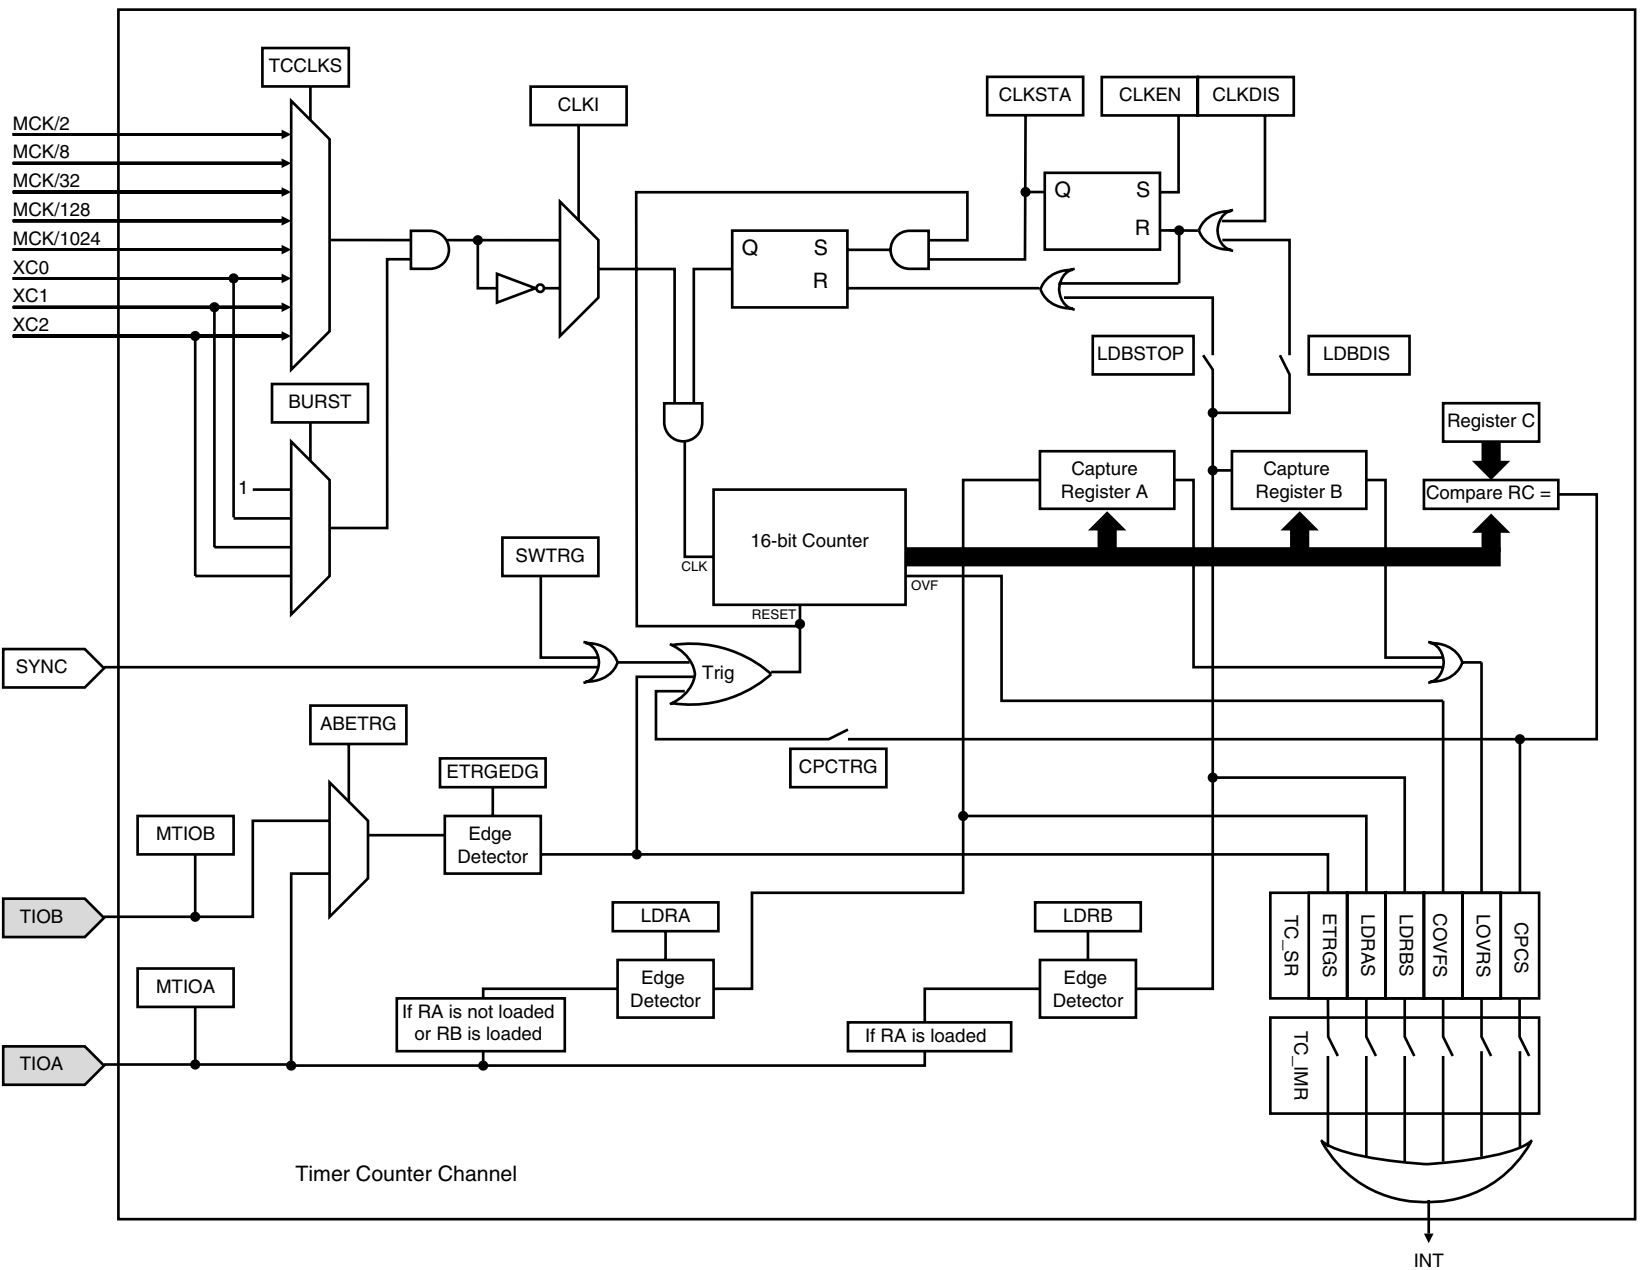 TCCLKS
CLKI
CLKSTA
CLKEN
CLKDIS
MCK/2
MCK/8
MCK/32
MCK/128
MCK/1024
XC0
XC1
XC2
Q
S
R
Q
S
R
LDBSTOP
LDBDIS
BURST
1
Register C
Capture
Register A
Capture
Register B
Compare RC =
16-bit Counter
CLK
OVF
RESET
SWTRG
SYNC
Trig
ABETRG
CPCTRG
ETRGEDG
MTIOB
Edge
Detector
TIOB
LDRA
LDRB
MTIOA
Edge
Detector
Edge
Detector
If RA is not loaded
or RB is loaded
If RA is loaded
TIOA
TC_SR
ETRGS
LDRAS
LDRBS
COVFS
LOVRS
CPCS
TC_IMR
Timer Counter Channel
INT